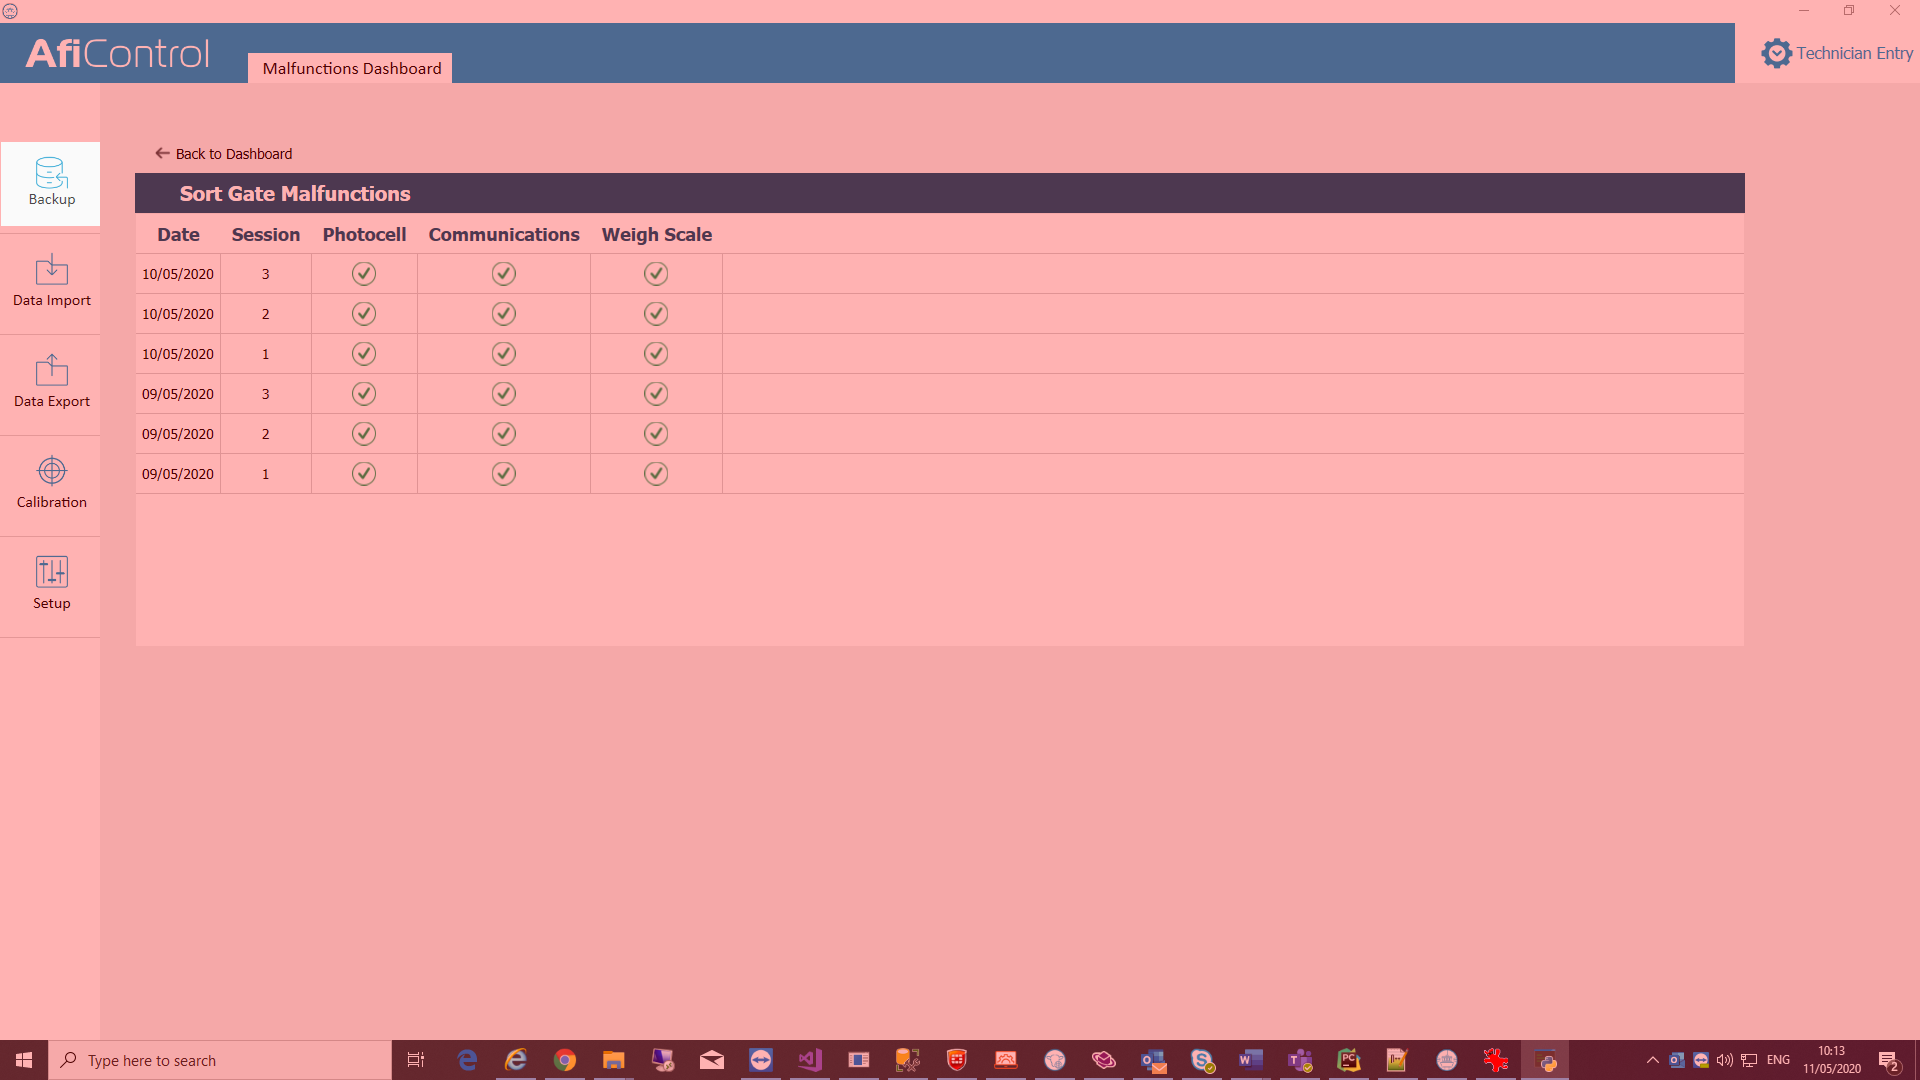 AfiControl
Malfunctions Dashboard
Technician Entry
Back to Dashboard
Backup
Data Import
Data Export
Calibration
Setup
Sort Gate Malfunctions
Date Session Photocell Communications Weigh Scale
10/05/2020 3
10/05/2020 2
10/05/2020 1
09/05/2020 3
09/05/2020 2
09/05/2020 1
Type here to search
ENG
10:13
11/05/2020
2